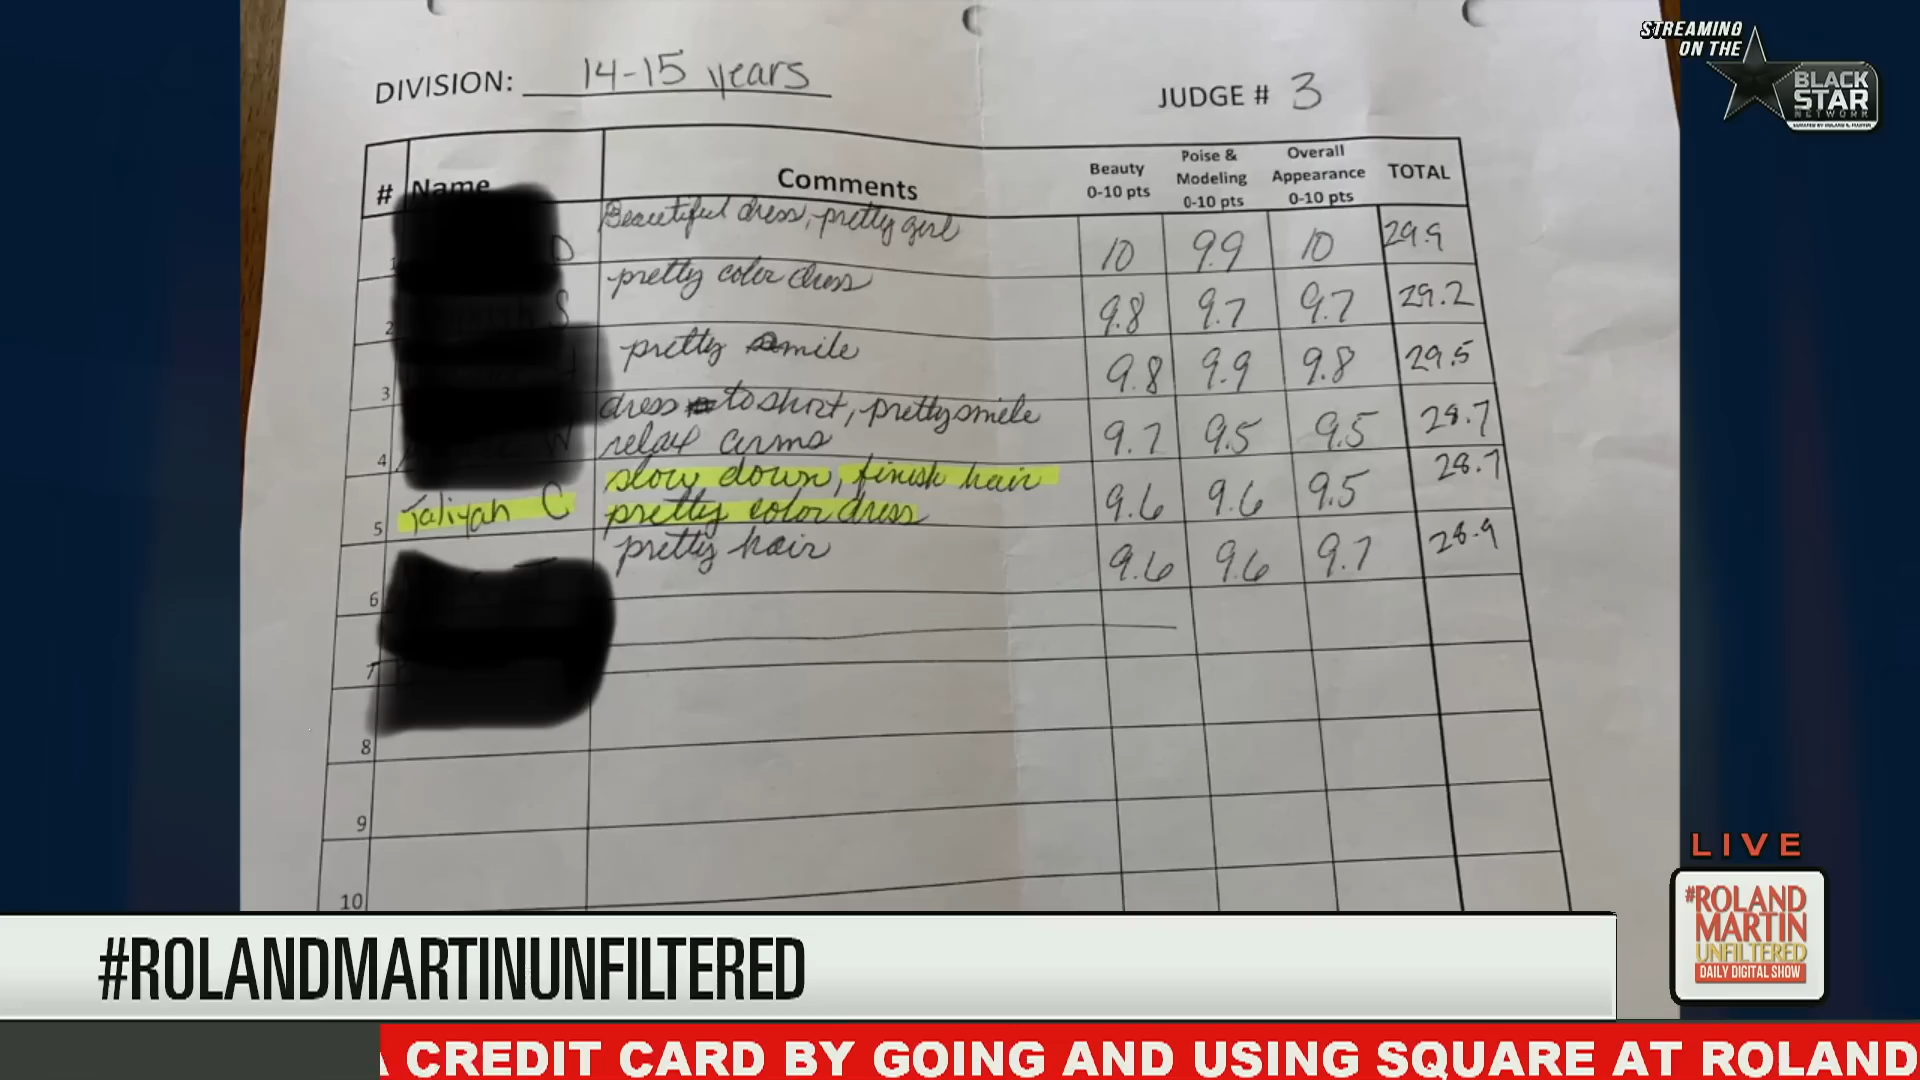 STREAMING
ON THE
BLACK
STAR
NETWORK
DIVISION: 14-15 years
JUDGE # 3
# Name Comments Beauty 0-10 pts Poise & Modeling 0-10 pts Overall Appearance 0-10 pts TOTAL
D Beautiful dress, pretty girl 10 9.9 10 29.9
2 S pretty color dress 9.8 9.7 9.7 29.2
3 pretty smile 9.8 9.9 9.8 29.5
4 W dress to short, pretty smile
relax arms 9.7 9.5 9.5 28.7
5 Taliyah C slow down, finish hair
pretty color dress 9.6 9.6 9.5 28.7
6 pretty hair 9.6 9.6 9.7 28.9
7
8
9
10
LIVE
#ROLAND
MARTIN
UNFILTERED
DAILY DIGITAL SHOW
#ROLANDMARTINUNFILTERED
A CREDIT CARD BY GOING AND USING SQUARE AT ROLAND